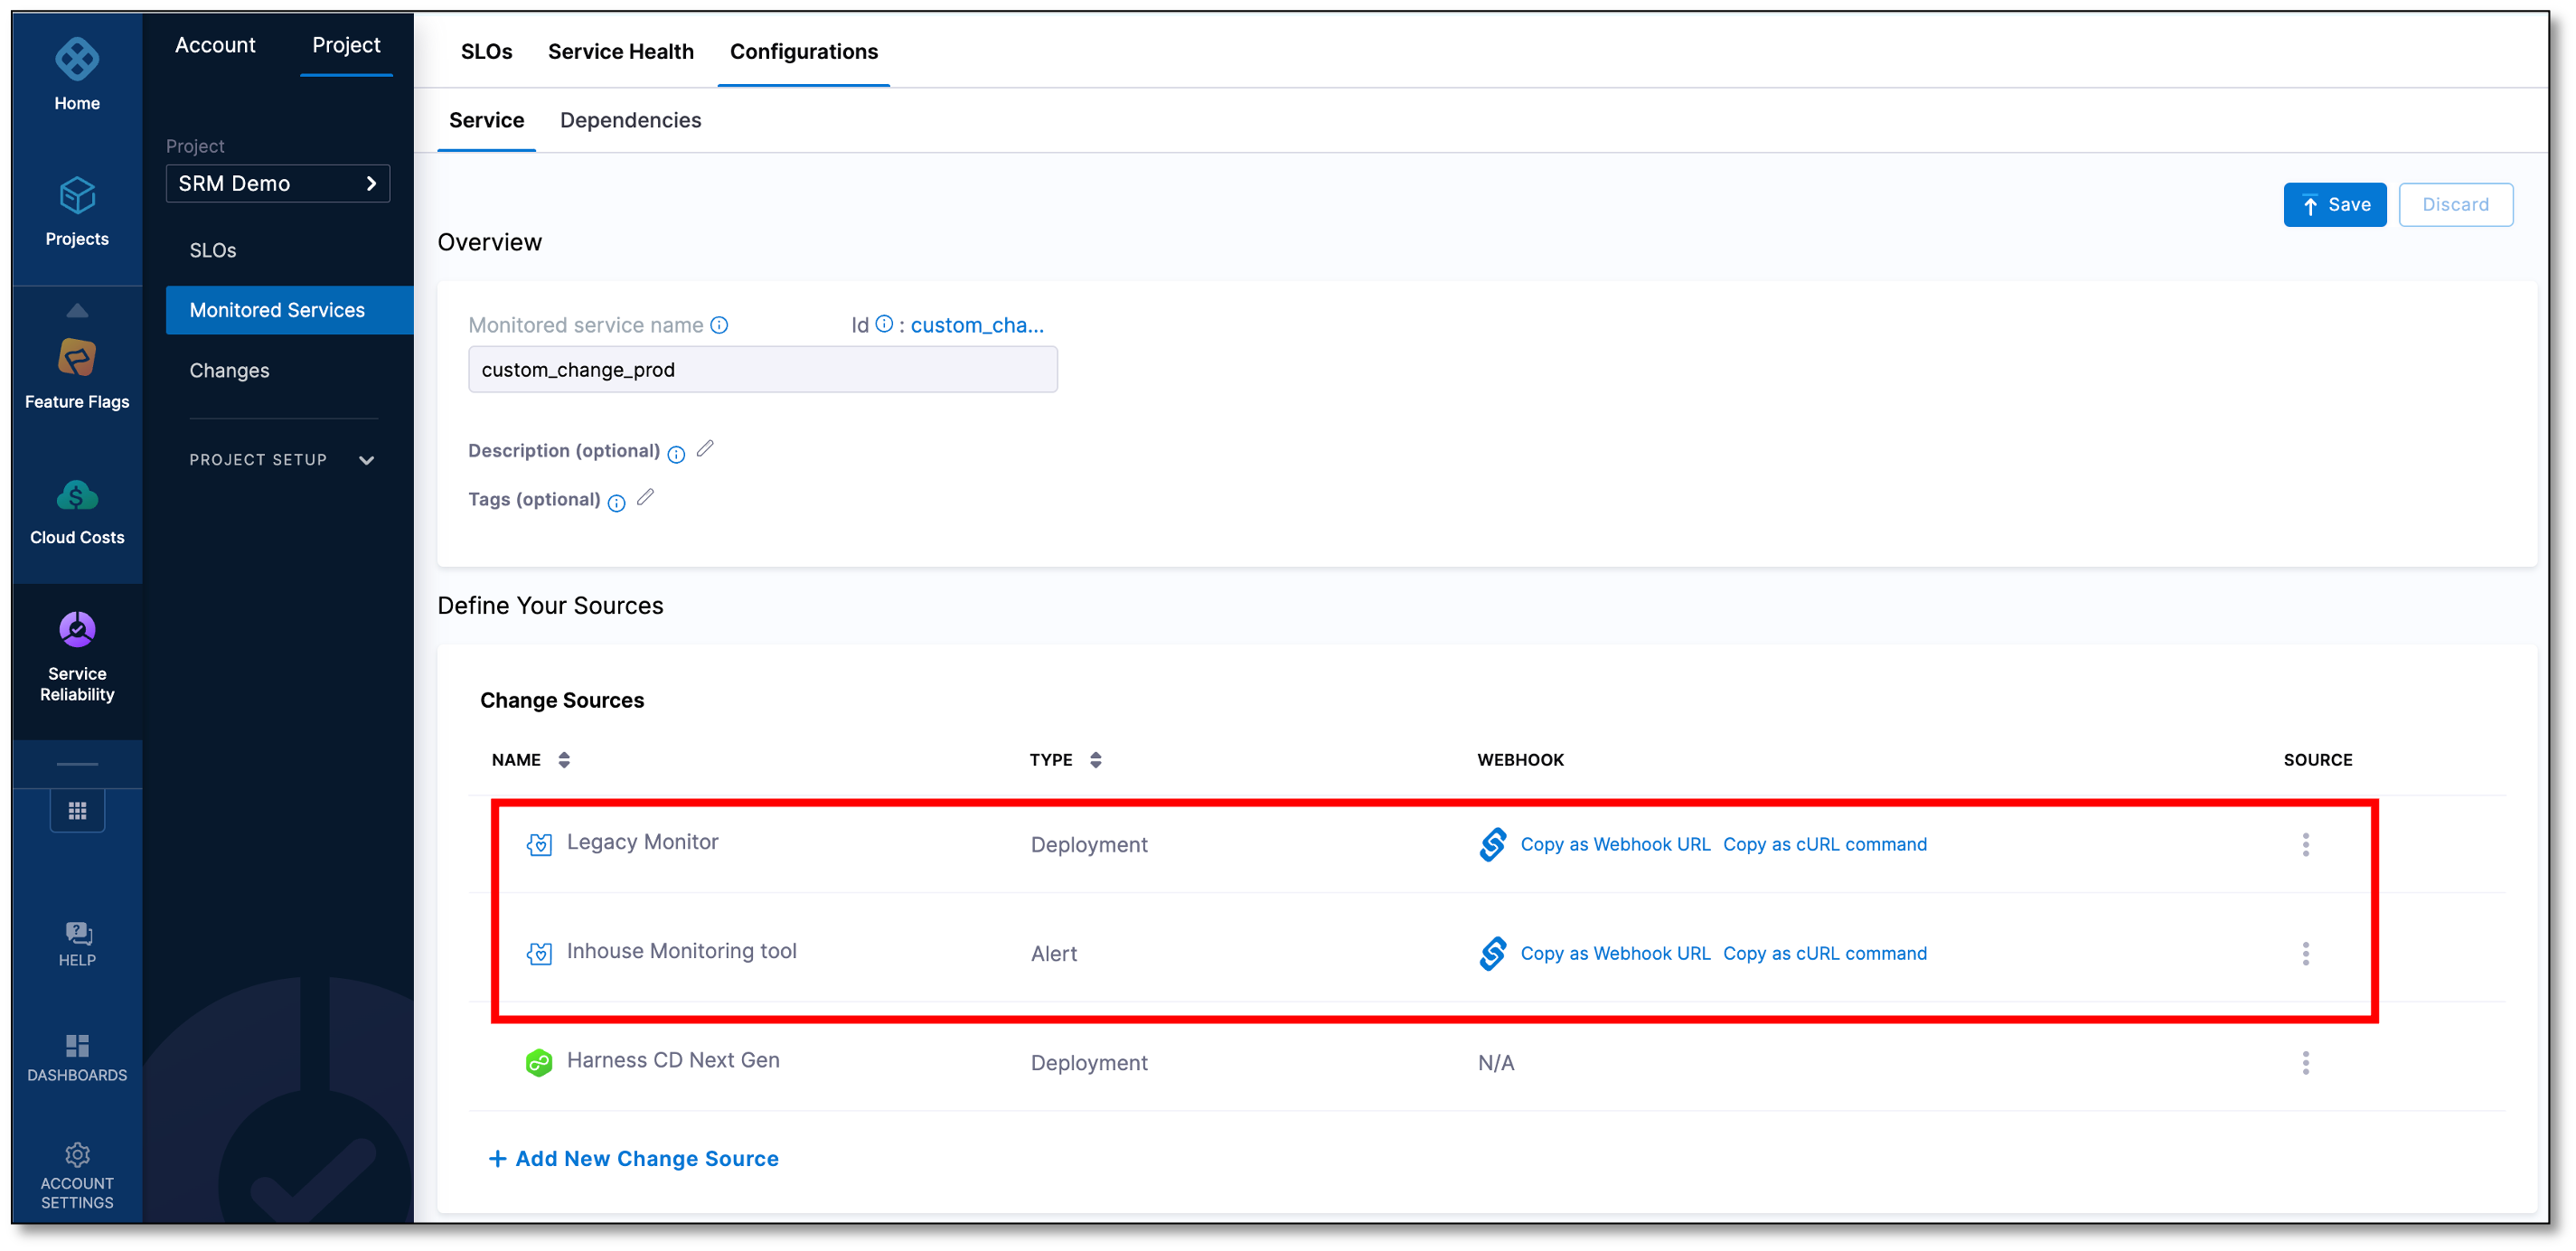 Home
Projects
Feature Flags
Cloud Costs
Service
Reliability
HELP
DASHBOARDS
ACCOUNT
SETTINGS
Account Project
Project
SRM Demo
SLOs
Monitored Services
Changes
PROJECT SETUP
SLOs Service Health Configurations
Service Dependencies
Save Discard
Overview
Monitored service name Id : custom_cha...
custom_change_prod
Description (optional)
Tags (optional)
Define Your Sources
Change Sources
NAME TYPE WEBHOOK SOURCE
Legacy Monitor Deployment Copy as Webhook URL Copy as cURL command
Inhouse Monitoring tool Alert Copy as Webhook URL Copy as cURL command
Harness CD Next Gen Deployment N/A
+ Add New Change Source